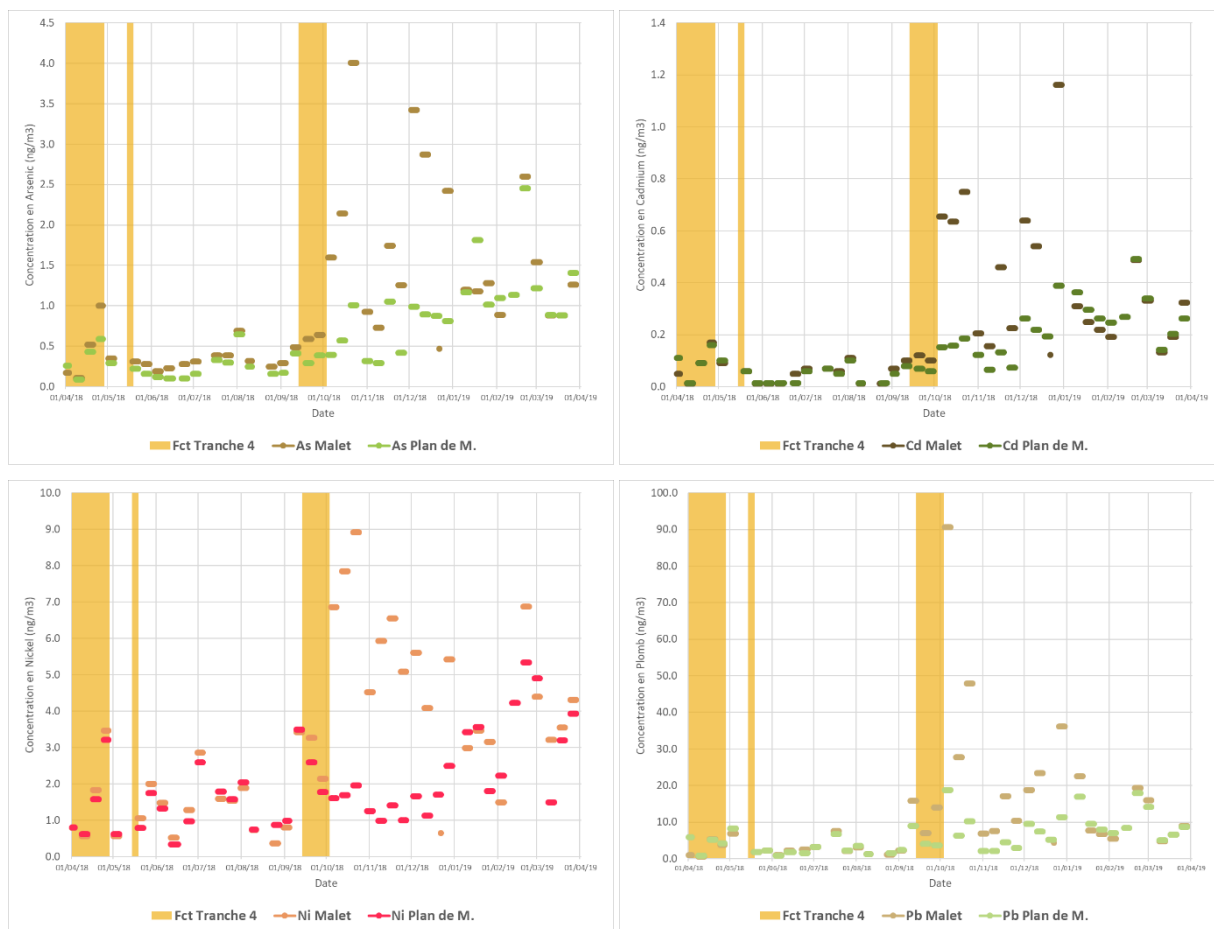 4.5
4.0
3.5
3.0
2.5
2.0
1.5
1.0
0.5
0.0
Concentration en Arsenic (ng/m3)
01/04/18 01/05/18 01/06/18 01/07/18 01/08/18 01/09/18 01/10/18 01/11/18 01/12/18 01/01/19 01/02/19 01/03/19 01/04/19
Date
Fct Tranche 4 As Malet As Plan de M.
1.4
1.2
1.0
0.8
0.6
0.4
0.2
0.0
Concentration en Cadmium (ng/m3)
01/04/18 01/05/18 01/06/18 01/07/18 01/08/18 01/09/18 01/10/18 01/11/18 01/12/18 01/01/19 01/02/19 01/03/19 01/04/19
Date
Fct Tranche 4 Cd Malet Cd Plan de M.
10.0
9.0
8.0
7.0
6.0
5.0
4.0
3.0
2.0
1.0
0.0
Concentration en Nickel (ng/m3)
01/04/18 01/05/18 01/06/18 01/07/18 01/08/18 01/09/18 01/10/18 01/11/18 01/12/18 01/01/19 01/02/19 01/03/19 01/04/19
Date
Fct Tranche 4 Ni Malet Ni Plan de M.
100.0
90.0
80.0
70.0
60.0
50.0
40.0
30.0
20.0
10.0
0.0
Concentration en Plomb (ng/m3)
01/04/18 01/05/18 01/06/18 01/07/18 01/08/18 01/09/18 01/10/18 01/11/18 01/12/18 01/01/19 01/02/19 01/03/19 01/04/19
Date
Fct Tranche 4 Pb Malet Pb Plan de M.